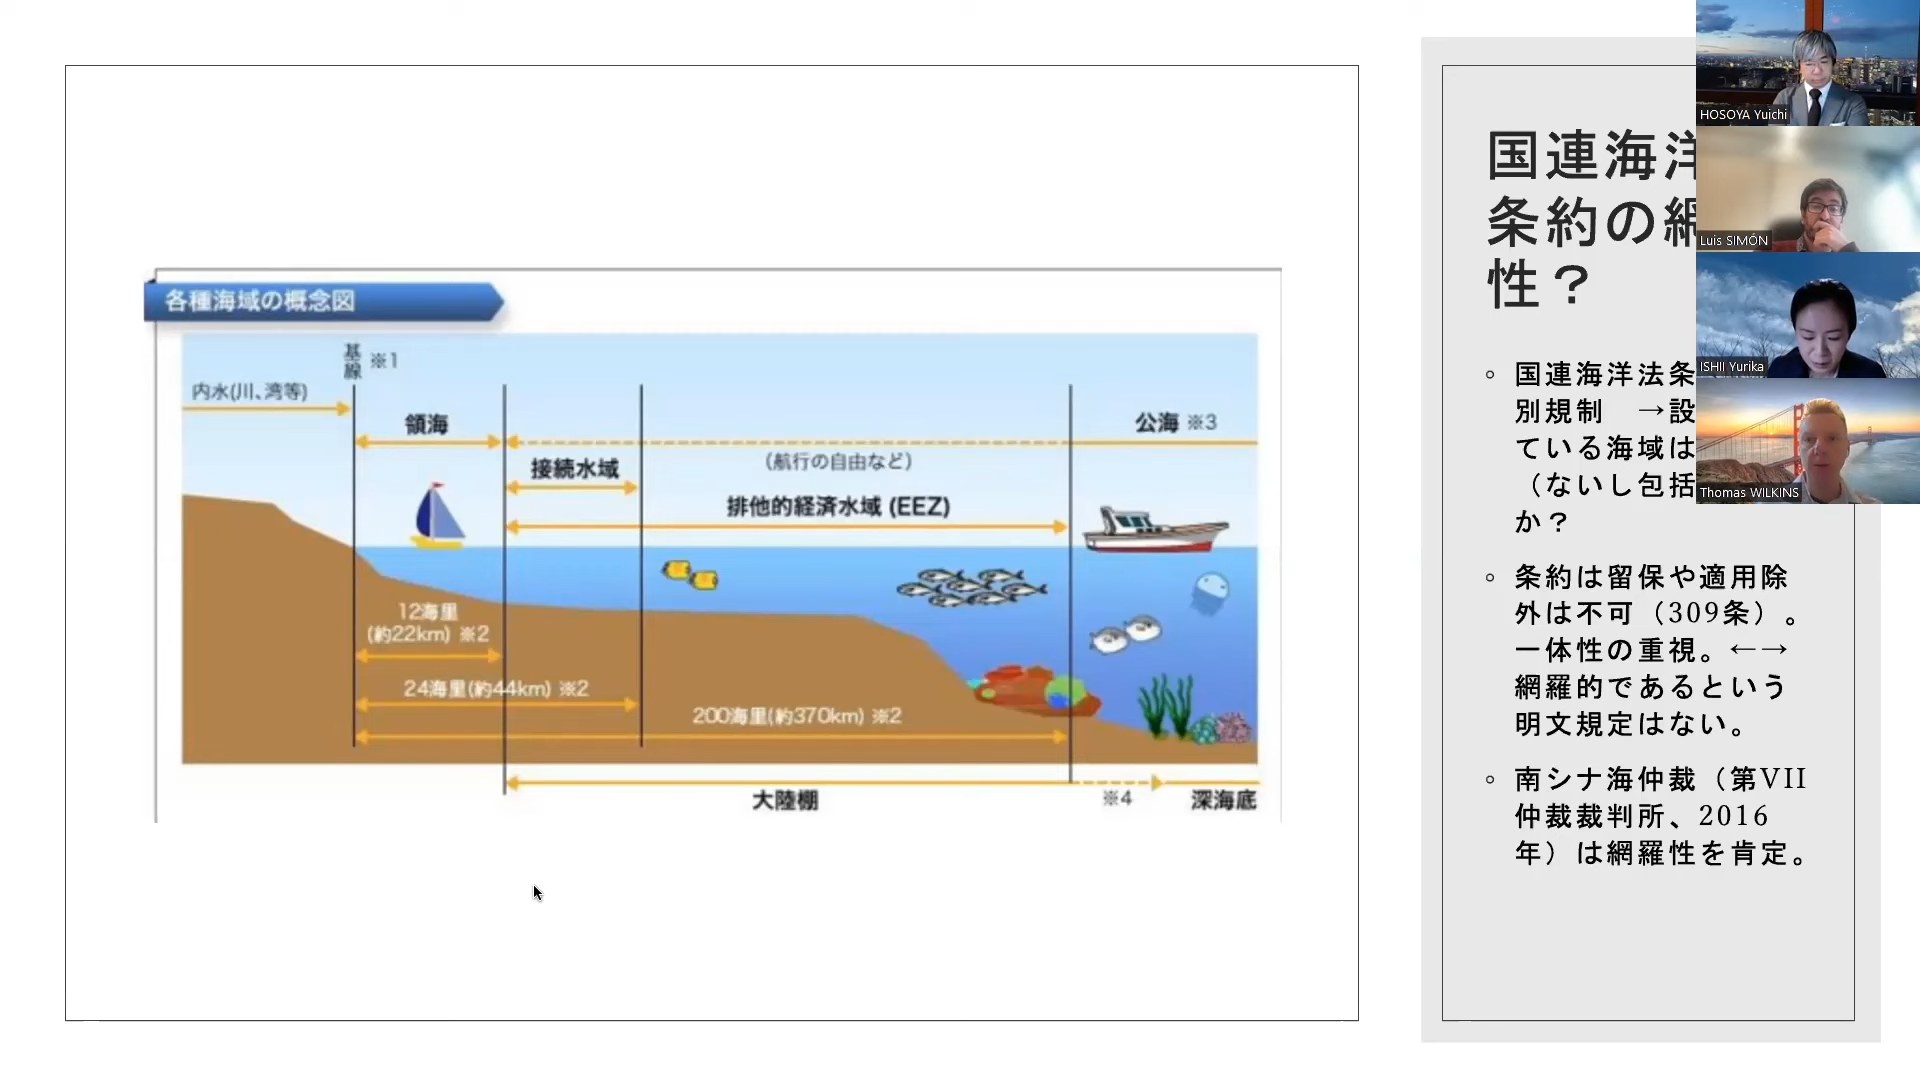 各種海域の概念図
基線 ※1
内水(川、湾等)
領海
公海 ※3
(航行の自由など)
接続水域
排他的経済水域 (EEZ)
12海里
(約22km) ※2
24海里(約44km) ※2
200海里(約370km) ※2
大陸棚
※4
深海底
国連海洋
条約の網
性？
国連海洋法条
別規制　→設
ている海域は
（ないし包括
か？
条約は留保や適用除
外は不可（309条）。
一体性の重視。←→
網羅的であるという
明文規定はない。
南シナ海仲裁（第VII
仲裁裁判所、2016
年）は網羅性を肯定。
HOSOYA Yuichi
Luis SIMÓN
ISHII Yurika
Thomas WILKINS